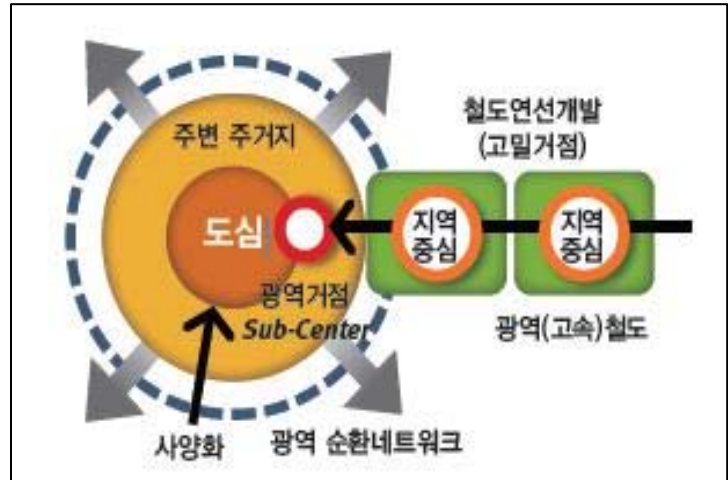 철도연선개발
(고밀거점)
주변 주거지
도심
지역
중심
지역
중심
광역거점
Sub-Center
광역(고속)철도
사양화
광역 순환네트워크